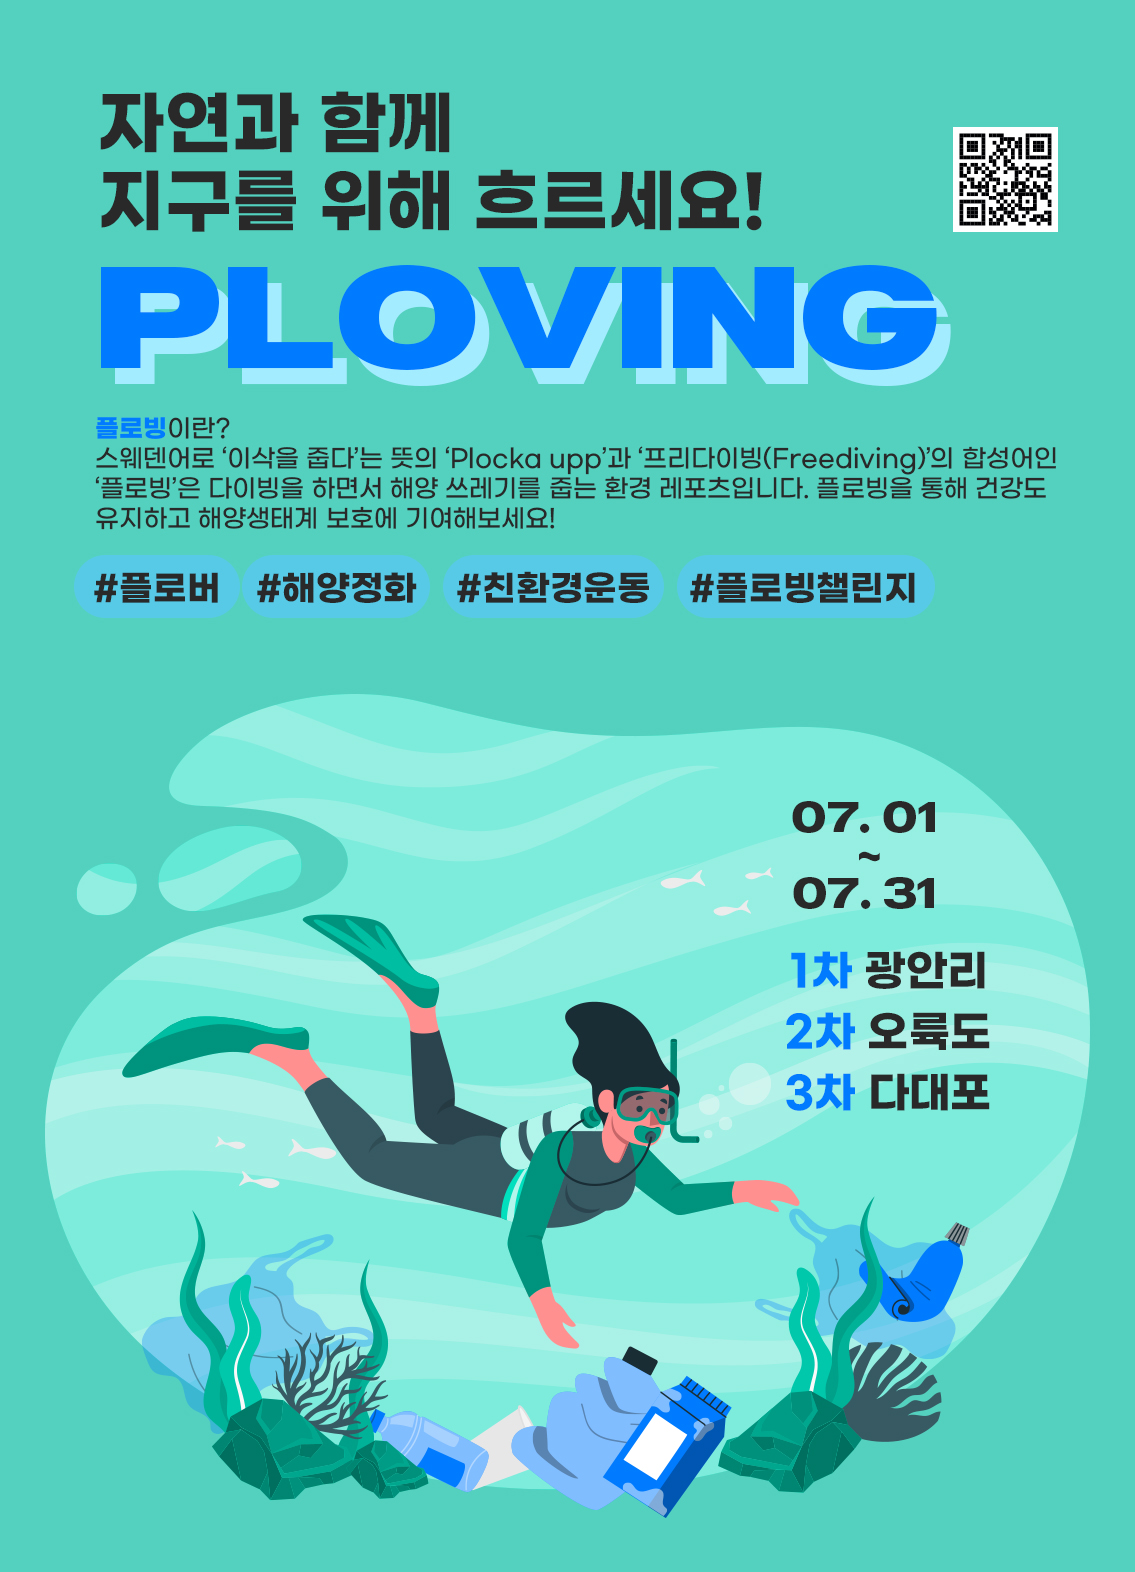 자연과 함께
지구를 위해 흐르세요!
PLOVING
플로빙이란?
스웨덴어로 ‘이삭을 줍다’는 뜻의 ‘Plocka upp’과 ‘프리다이빙(Freediving)’의 합성어인
‘플로빙’은 다이빙을 하면서 해양 쓰레기를 줍는 환경 레포츠입니다. 플로빙을 통해 건강도
유지하고 해양생태계 보호에 기여해보세요!
#플로버 #해양정화 #친환경운동 #플로빙챌린지
07. 01
~
07. 31
1차 광안리
2차 오륙도
3차 다대포